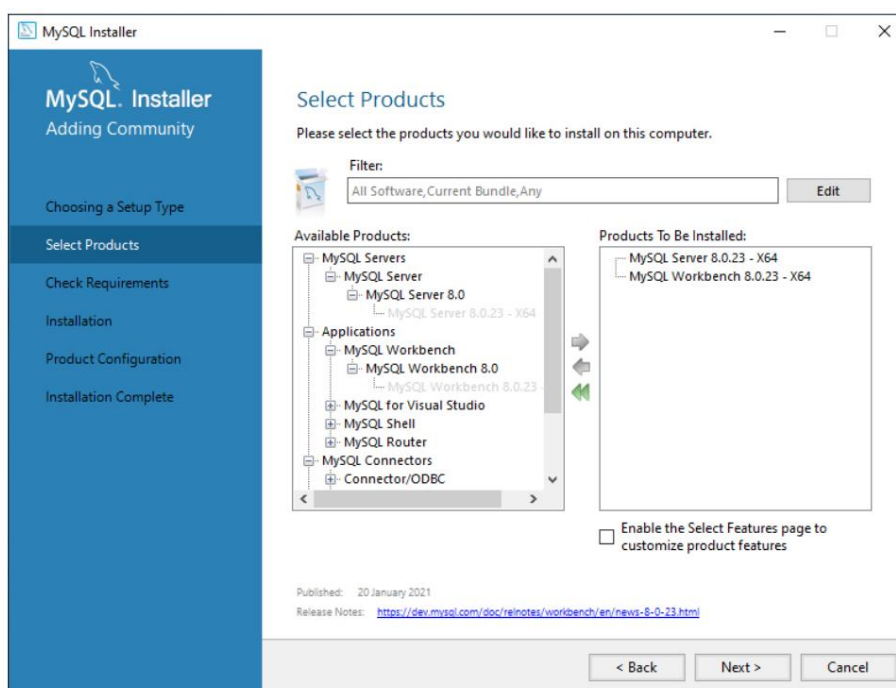 MySQL Installer
MySQL. Installer
Adding Community
Choosing a Setup Type
Select Products
Check Requirements
Installation
Product Configuration
Installation Complete
Select Products
Please select the products you would like to install on this computer.
Filter:
All Software,Current Bundle,Any
Edit
Available Products:
MySQL Servers
MySQL Server
MySQL Server 8.0
MySQL Server 8.0.23 - X64
Applications
MySQL Workbench
MySQL Workbench 8.0
MySQL Workbench 8.0.23
MySQL for Visual Studio
MySQL Shell
MySQL Router
MySQL Connectors
Connector/ODBC
Products To Be Installed:
MySQL Server 8.0.23 - X64
MySQL Workbench 8.0.23 - X64
Enable the Select Features page to
customize product features
Published: 20 January 2021
Release Notes: https://dev.mysql.com/doc/relnotes/workbench/en/news-8-0-23.html
< Back
Next >
Cancel